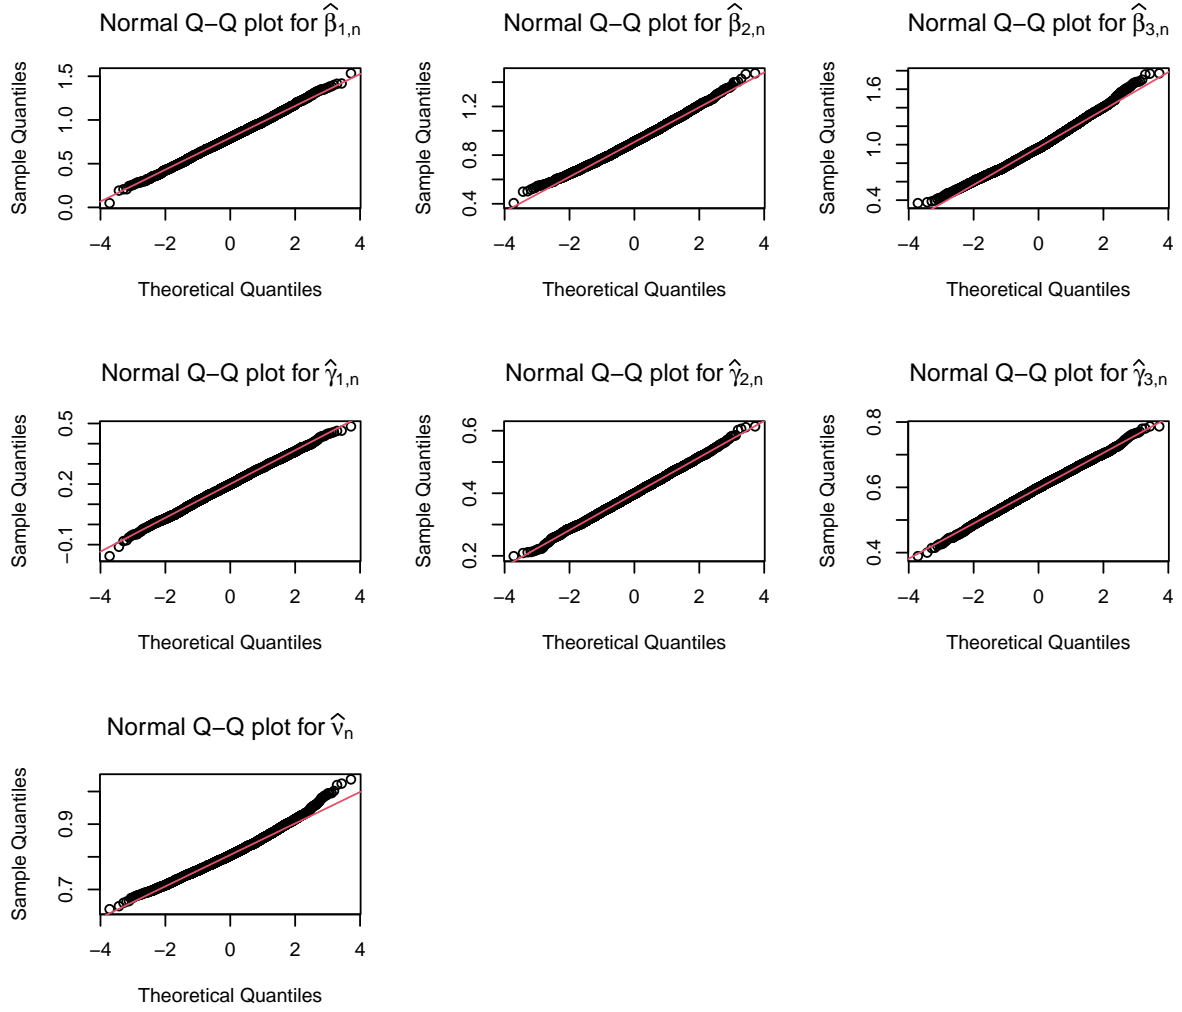 Normal Q−Q plot for β̂1,n
Normal Q−Q plot for β̂2,n
Normal Q−Q plot for β̂3,n
Sample Quantiles
0.0 0.5 1.0 1.5
−4 −2 0 2 4
Theoretical Quantiles
Sample Quantiles
0.4 0.8 1.2
−4 −2 0 2 4
Theoretical Quantiles
Sample Quantiles
0.4 1.0 1.6
−4 −2 0 2 4
Theoretical Quantiles
Normal Q−Q plot for γ̂1,n
Normal Q−Q plot for γ̂2,n
Normal Q−Q plot for γ̂3,n
Sample Quantiles
−0.1 0.2 0.5
−4 −2 0 2 4
Theoretical Quantiles
Sample Quantiles
0.2 0.4 0.6
−4 −2 0 2 4
Theoretical Quantiles
Sample Quantiles
0.4 0.6 0.8
−4 −2 0 2 4
Theoretical Quantiles
Normal Q−Q plot for ν̂n
Sample Quantiles
0.7 0.9
−4 −2 0 2 4
Theoretical Quantiles